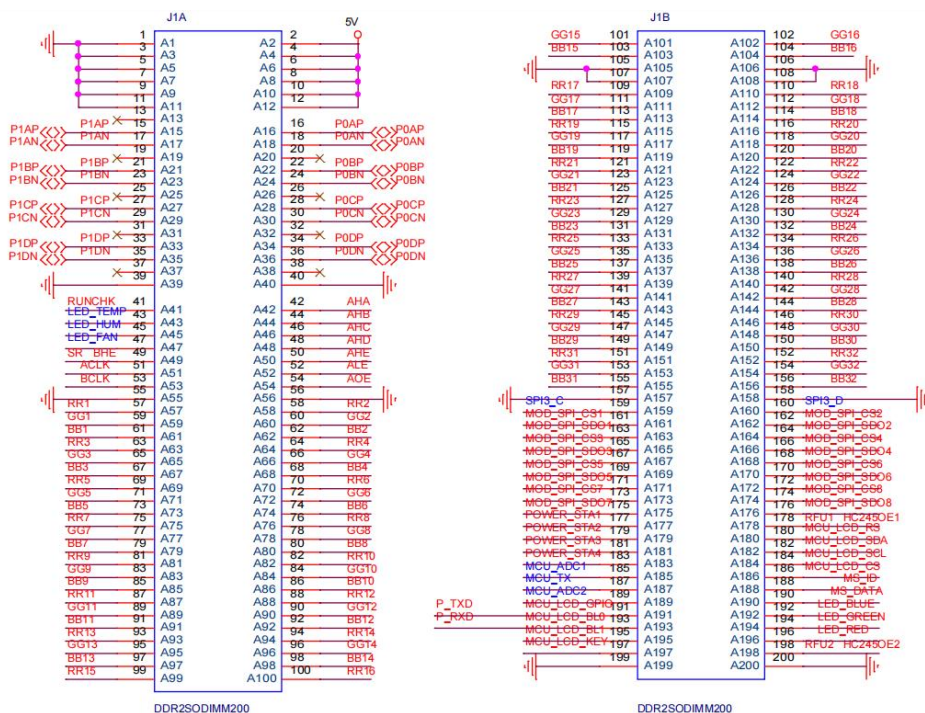 J1A
5V
1 A1 A2 2
3 A3 A4 4
5 A5 A6 6
7 A7 A8 8
9 A9 A10 10
11 A11 A12 12
13 A13
P1AP P1AP 15 A15 A16 16 P0AP P0AP
P1AN P1AN 17 A17 A18 18 P0AN P0AN
19 A19 A20 20
P1BP P1BP 21 A21 A22 22 P0BP P0BP
P1BN P1BN 23 A23 A24 24 P0BN P0BN
25 A25 A26 26
P1CP P1CP 27 A27 A28 28 P0CP P0CP
P1CN P1CN 29 A29 A30 30 P0CN P0CN
31 A31 A32 32
P1DP P1DP 33 A33 A34 34 P0DP P0DP
P1DN P1DN 35 A35 A36 36 P0DN P0DN
37 A37 A38 38
39 A39 A40 40
RUNCHK 41 A41 A42 42 AHA
LED_TEMP 43 A43 A44 44 AHB
LED_HUM 45 A45 A46 46 AHC
LED_FAN 47 A47 A48 48 AHD
SR_BHE 49 A49 A50 50 AHE
ACLK 51 A51 A52 52 ALE
BCLK 53 A53 A54 54 AOE
55 A55 A56 56
RR1 57 A57 A58 58 RR2
GG1 59 A59 A60 60 GG2
BB1 61 A61 A62 62 BB2
RR3 63 A63 A64 64 RR4
GG3 65 A65 A66 66 GG4
BB3 67 A67 A68 68 BB4
RR5 69 A69 A70 70 RR6
GG5 71 A71 A72 72 GG6
BB5 73 A73 A74 74 BB6
RR7 75 A75 A76 76 RR8
GG7 77 A77 A78 78 GG8
BB7 79 A79 A80 80 BB8
RR9 81 A81 A82 82 RR10
GG9 83 A83 A84 84 GG10
BB9 85 A85 A86 86 BB10
RR11 87 A87 A88 88 RR12
GG11 89 A89 A90 90 GG12
BB11 91 A91 A92 92 BB12
RR13 93 A93 A94 94 RR14
GG13 95 A95 A96 96 GG14
BB13 97 A97 A98 98 BB14
RR15 99 A99 A100 100 RR16
DDR2SODIMM200
J1B
GG15 101 A101 A102 102 GG16
BB15 103 A103 A104 104 BB16
105 A105 A106 106
107 A107 A108 108
RR17 109 A109 A110 110 RR18
GG17 111 A111 A112 112 GG18
BB17 113 A113 A114 114 BB18
RR19 115 A115 A116 116 RR20
GG19 117 A117 A118 118 GG20
BB19 119 A119 A120 120 BB20
RR21 121 A121 A122 122 RR22
GG21 123 A123 A124 124 GG22
BB21 125 A125 A126 126 BB22
RR23 127 A127 A128 128 RR24
GG23 129 A129 A130 130 GG24
BB23 131 A131 A132 132 BB24
RR25 133 A133 A134 134 RR26
GG25 135 A135 A136 136 GG26
BB25 137 A137 A138 138 BB26
RR27 139 A139 A140 140 RR28
GG27 141 A141 A142 142 GG28
BB27 143 A143 A144 144 BB28
RR29 145 A145 A146 146 RR30
GG29 147 A147 A148 148 GG30
BB29 149 A149 A150 150 BB30
RR31 151 A151 A152 152 RR32
GG31 153 A153 A154 154 GG32
BB31 155 A155 A156 156 BB32
157 A157 A158 158
SPI3_C 159 A159 A160 160 SPI3_D
MOD_SPI_CS1 161 A161 A162 162 MOD_SPI_CS2
MOD_SPI_SDO1 163 A163 A164 164 MOD_SPI_SDO2
MOD_SPI_CS3 165 A165 A166 166 MOD_SPI_CS4
MOD_SPI_SDO3 167 A167 A168 168 MOD_SPI_SDO4
MOD_SPI_CS5 169 A169 A170 170 MOD_SPI_CS6
MOD_SPI_SDO5 171 A171 A172 172 MOD_SPI_SDO6
MOD_SPI_CS7 173 A173 A174 174 MOD_SPI_CS6
MOD_SPI_SDO7 175 A175 A176 176 MOD_SPI_SDO8
POWER_STA1 177 A177 A178 178 RFU1 HC245OE1
POWER_STA2 179 A179 A180 180 MCU_LCD_RS
POWER_STA3 181 A181 A182 182 MCU_LCD_SDA
POWER_STA4 183 A183 A184 184 MCU_LCD_SCL
MCU_ADC1 185 A185 A186 186 MCU_LCD_CS
MCU_TX 187 A187 A188 188 MS_ID
MCU_ADC2 189 A189 A190 190 MS_DATA
P_TXD MCU_LCD_GPIO 191 A191 A192 192 LED_BLUE
P_RXD MCU_LCD_BL0 193 A193 A194 194 LED_GREEN
MCU_LCD_BL1 195 A195 A196 196 LED_RED
MCU_LCD_KEY 197 A197 A198 198 RFU2 HC245OE2
199 A199 A200 200
DDR2SODIMM200